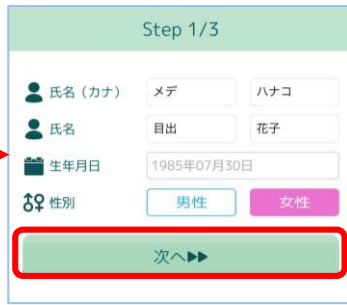 Step 1/3
氏名（カナ） メデ ハナコ
氏名 目出 花子
生年月日 1985年07月30日
性別 男性 女性
次へ▶▶